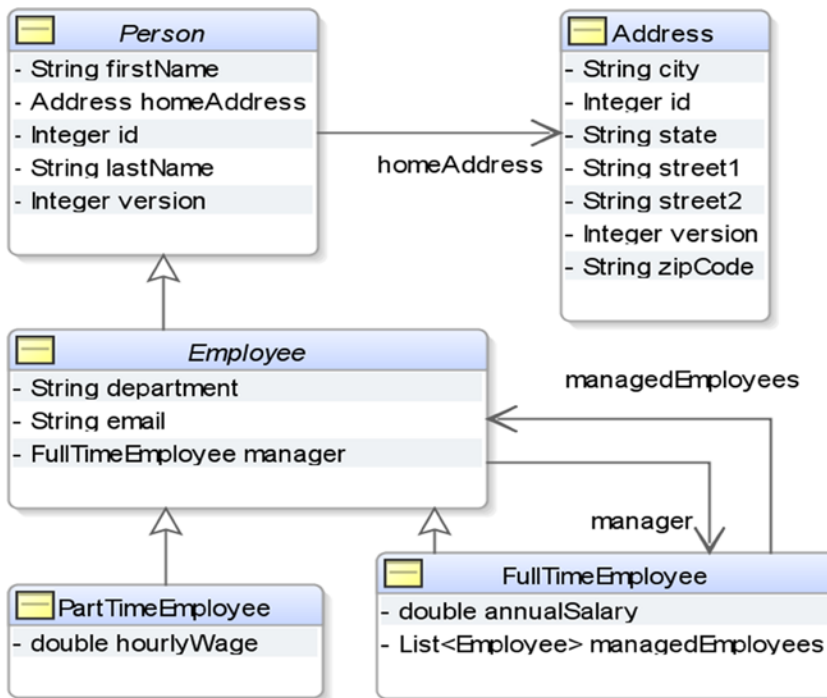 Person
- String firstName
- Address homeAddress
- Integer id
- String lastName
- Integer version
homeAddress
Address
- String city
- Integer id
- String state
- String street1
- String street2
- Integer version
- String zipCode
Employee
- String department
- String email
- FullTimeEmployee manager
managedEmployees
manager
PartTimeEmployee
- double hourlyWage
FullTimeEmployee
- double annualSalary
- List<Employee> managedEmployees